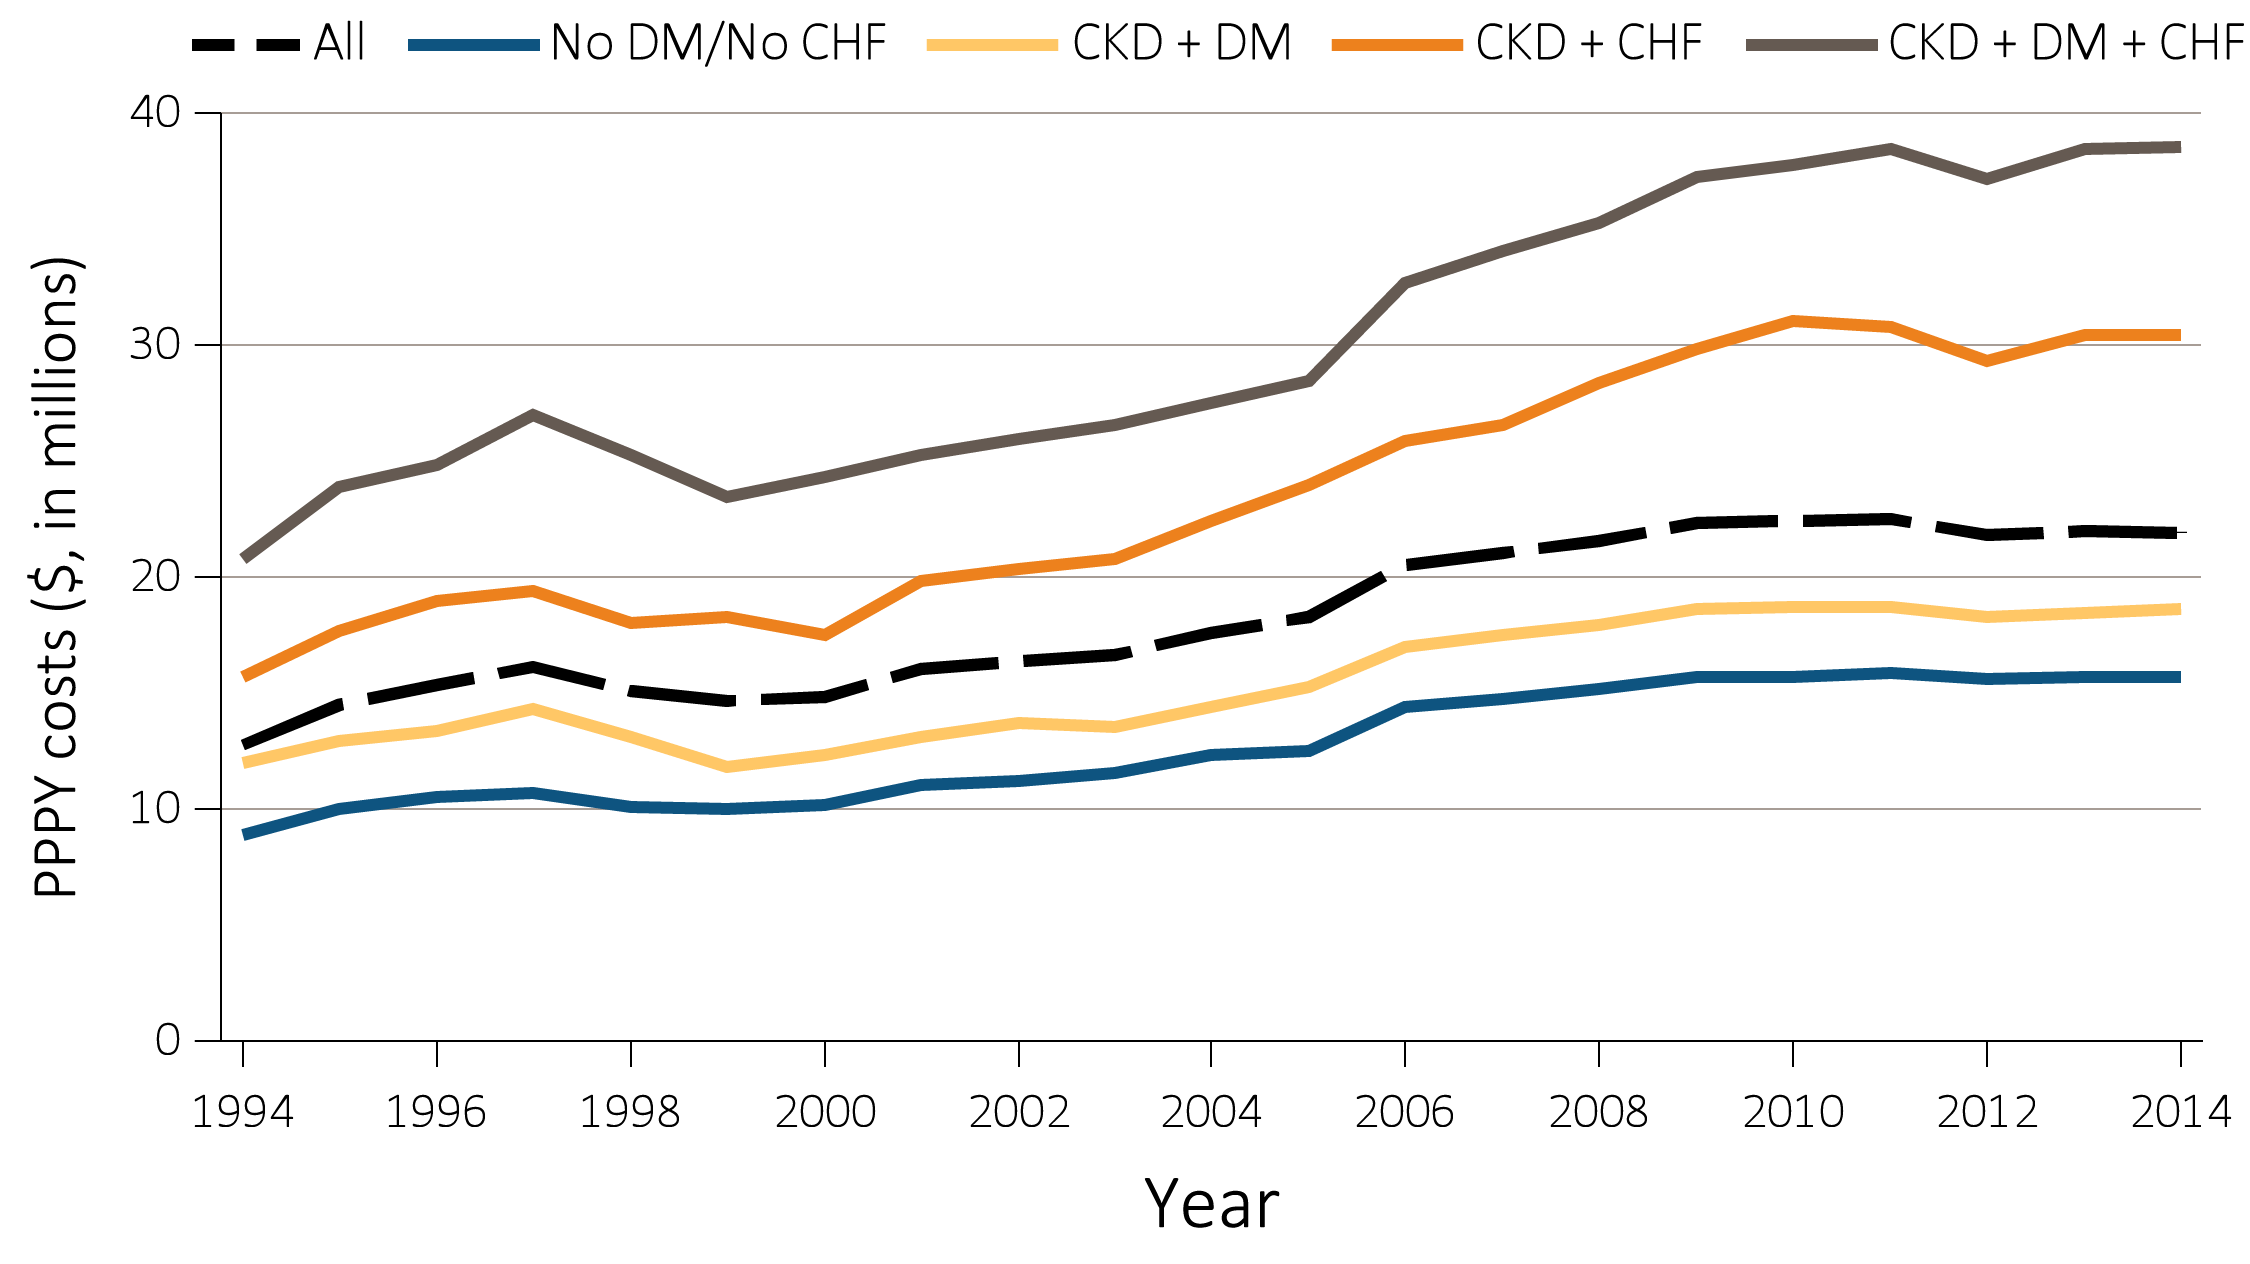 All No DM/No CHF CKD + DM CKD + CHF CKD + DM + CHF
PPPY costs ($, in millions)
40
30
20
10
0
1994 1996 1998 2000 2002 2004 2006 2008 2010 2012 2014
Year